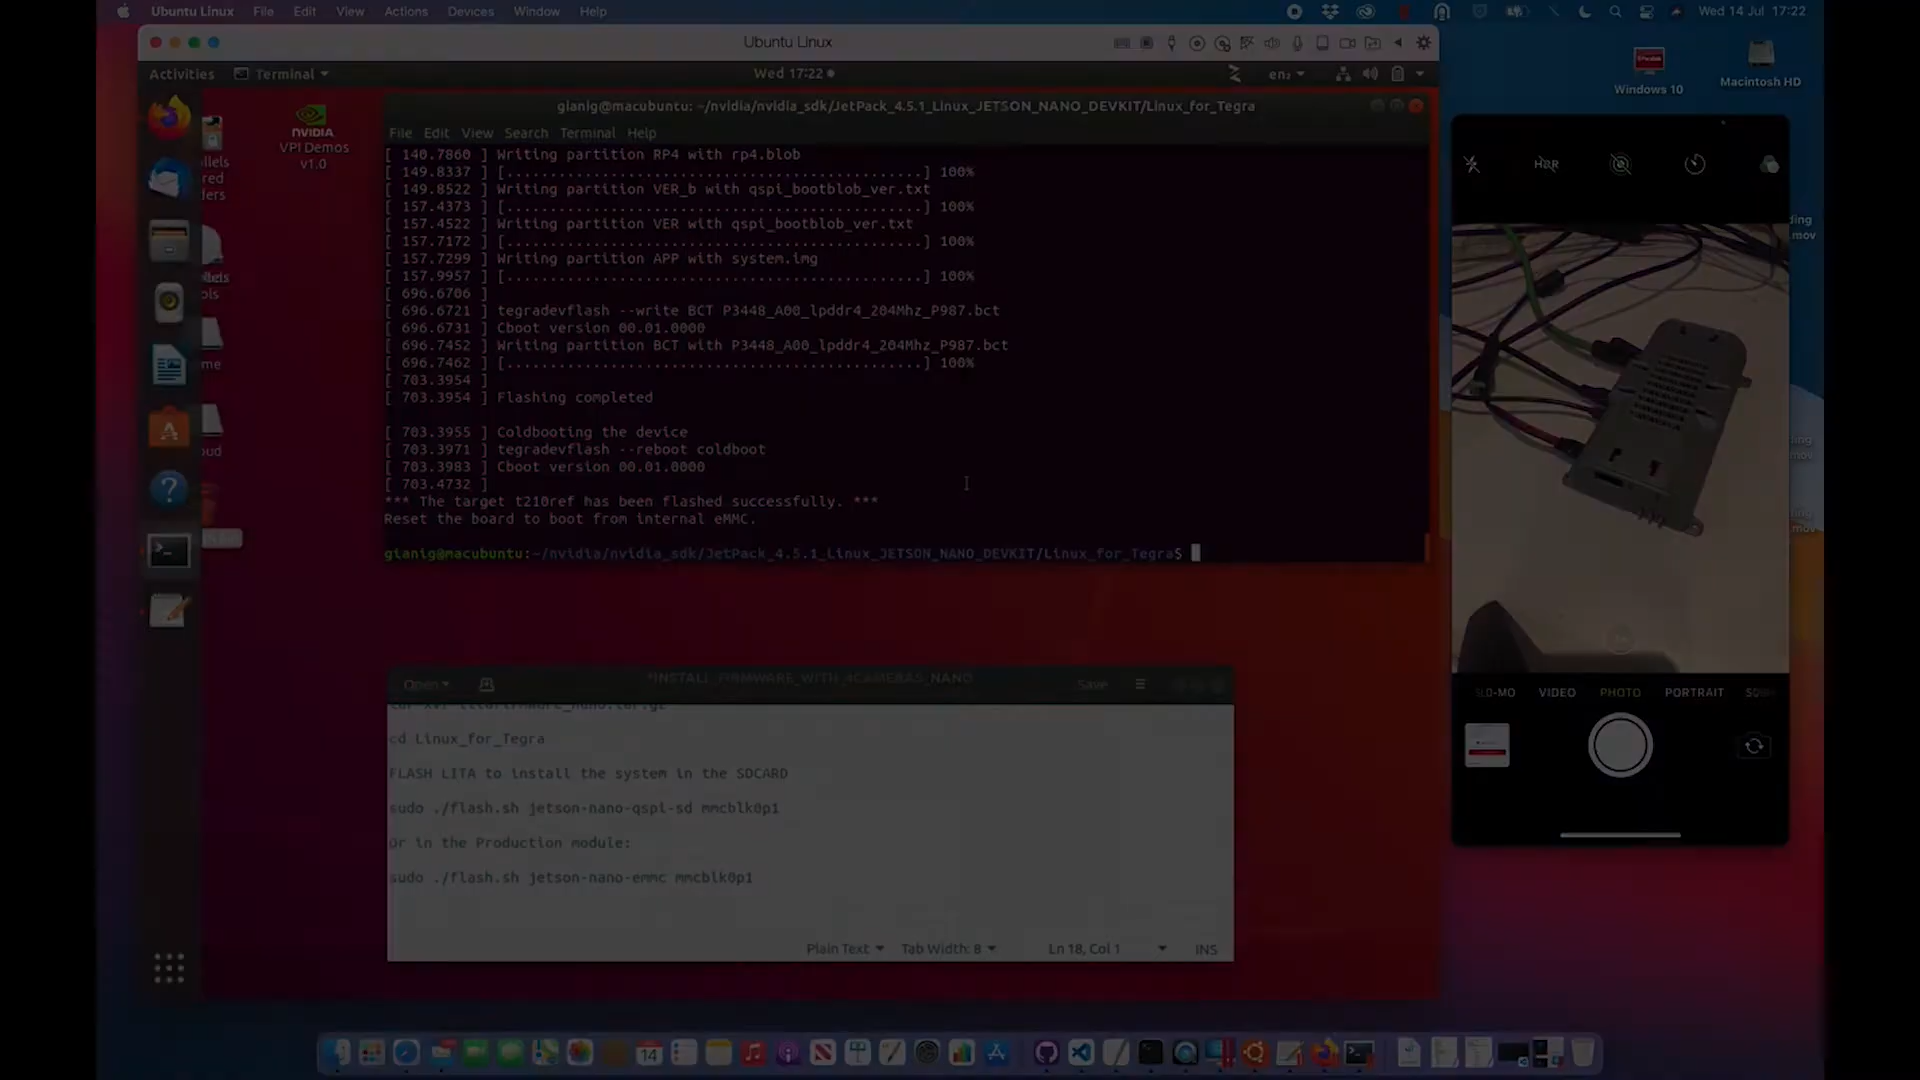 Ubuntu Linux File Edit View Actions Devices Window Help
Wed 14 Jul 17:22
Ubuntu Linux
Activities
Terminal
Wed 17:22
en₂
Windows 10
Macintosh HD
gianig@macubuntu: ~/nvidia/nvidia_sdk/JetPack_4.5.1_Linux_JETSON_NANO_DEVKIT/Linux_for_Tegra
File Edit View Search Terminal Help
NVIDIA
VPI Demos
v1.0
[ 140.7860 ] Writing partition RP4 with rp4.blob
[ 149.8337 ] [................................................] 100%
[ 149.8522 ] Writing partition VER_b with qspi_bootblob_ver.txt
[ 157.4373 ] [................................................] 100%
[ 157.4522 ] Writing partition VER with qspi_bootblob_ver.txt
[ 157.7172 ] [................................................] 100%
[ 157.7299 ] Writing partition APP with system.img
[ 157.9957 ] [................................................] 100%
[ 696.6706 ]
[ 696.6721 ] tegradevflash --write BCT P3448_A00_lpddr4_204Mhz_P987.bct
[ 696.6731 ] Cboot version 00.01.0000
[ 696.7452 ] Writing partition BCT with P3448_A00_lpddr4_204Mhz_P987.bct
[ 696.7462 ] [................................................] 100%
[ 703.3954 ]
[ 703.3954 ] Flashing completed
[ 703.3955 ] Coldbooting the device
[ 703.3971 ] tegradevflash --reboot coldboot
[ 703.3983 ] Cboot version 00.01.0000
[ 703.4732 ]
*** The target t210ref has been flashed successfully. ***
Reset the board to boot from internal eMMC.
gianig@macubuntu:~/nvidia/nvidia_sdk/JetPack_4.5.1_Linux_JETSON_NANO_DEVKIT/Linux_for_Tegra$
Open
*INSTALL_FIRMWARE_WITH_4CAMERAS_NANO
Save
cd Linux_for_Tegra
FLASH LITA to install the system in the SDCARD
sudo ./flash.sh jetson-nano-qspi-sd mmcblk0p1
Or in the Production module:
sudo ./flash.sh jetson-nano-emmc mmcblk0p1
Plain Text
Tab Width: 8
Ln 18, Col 1
INS
HDR
SLO-MO VIDEO PHOTO PORTRAIT
14